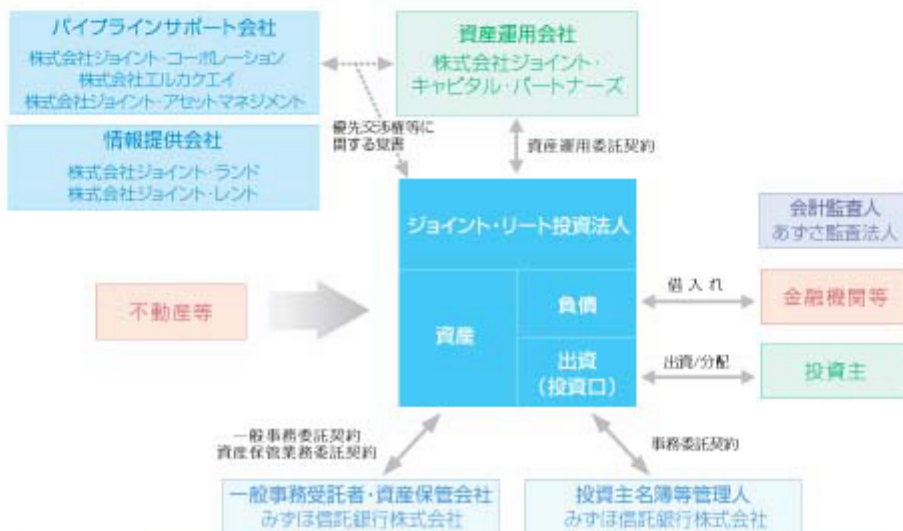 パイプラインサポート会社
株式会社ジョイント・コーポレーション
株式会社エルカクエイ
株式会社ジョイント・アセットマネジメント
資産運用会社
株式会社ジョイント・
キャピタル・パートナーズ
情報提供会社
株式会社ジョイント・ランド
株式会社ジョイント・レント
優先交渉権等に
関する覚書
資産運用委託契約
ジョイント・リート投資法人
会計監査人
あずさ監査法人
不動産等
資産
負債
出資
(投資口)
借入れ
金融機関等
出資/分配
投資主
一般事務委託契約
資産保管業務委託契約
事務委託契約
一般事務受託者・資産保管会社
みずほ信託銀行株式会社
投資主名簿等管理人
みずほ信託銀行株式会社